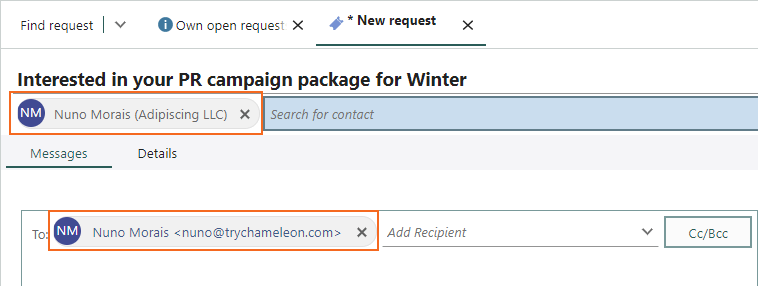 Find request Own open request * New request
Interested in your PR campaign package for Winter
NM Nuno Morais (Adipiscing LLC) Search for contact
Messages Details
To: NM Nuno Morais <nuno@trychameleon.com> Add Recipient Cc/Bcc